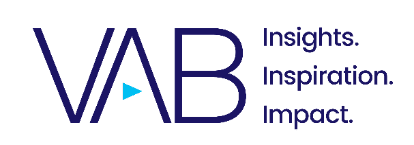 VAB
Insights.
Inspiration.
Impact.